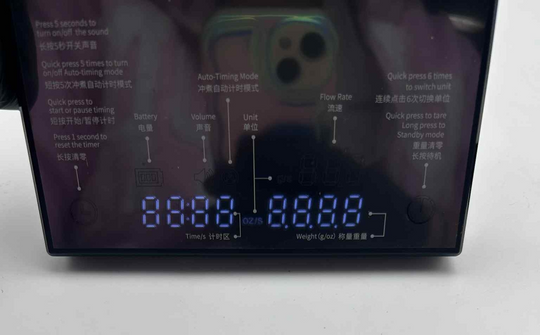 Press 5 seconds to
turn on/off the sound
长按5秒开关声音
Quick press 5 times to turn
on/off Auto-timing mode
短按5次冲煮自动计时模式
Quick press to
start or pause timing
短按开始/暂停计时
Press 1 second to
reset the timer
长按清零
Battery
电量
Volume
声音
Auto-Timing Mode
冲煮自动计时模式
Unit
单位
Flow Rate
流速
Quick press 6 times
to switch unit
连续点击6次切换单位
Quick press to tare
Long press to
Standby mode
重量清零
长按待机
88:88
OZ/S
8.8.8.8
Time/s 计时区
Weight(g/oz) 称量重量